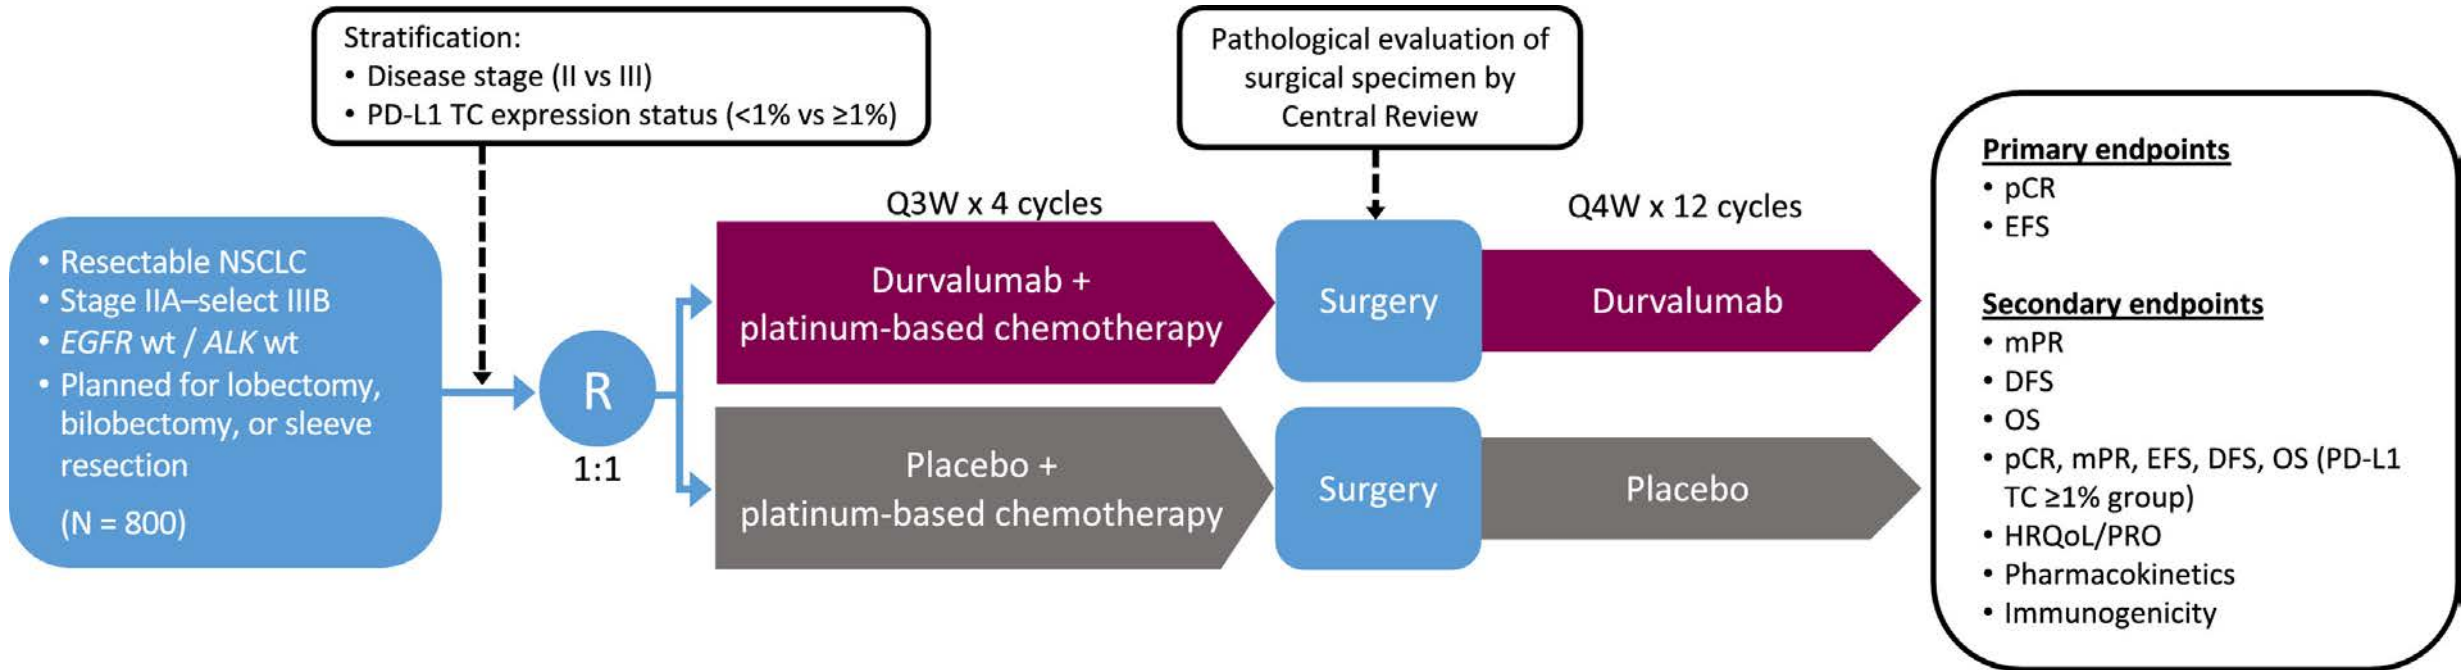 Stratification:
• Disease stage (II vs III)
• PD-L1 TC expression status (<1% vs ≥1%)
Pathological evaluation of
surgical specimen by
Central Review
• Resectable NSCLC
• Stage IIA–select IIIB
• EGFR wt / ALK wt
• Planned for lobectomy,
bilobectomy, or sleeve
resection
(N = 800)
R
1:1
Q3W x 4 cycles
Durvalumab +
platinum-based chemotherapy
Surgery
Q4W x 12 cycles
Durvalumab
Placebo +
platinum-based chemotherapy
Surgery
Placebo
Primary endpoints
• pCR
• EFS
Secondary endpoints
• mPR
• DFS
• OS
• pCR, mPR, EFS, DFS, OS (PD-L1
TC ≥1% group)
• HRQoL/PRO
• Pharmacokinetics
• Immunogenicity